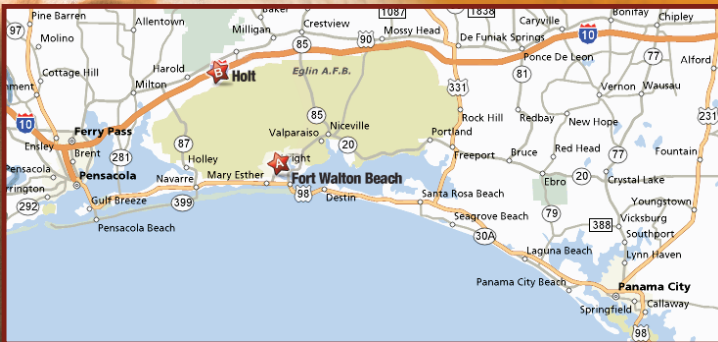 Baker
1087
1838
Bonifay
Pine Barren
Allentown
Crestview
Caryville
Chipley
97
Milligan
85
90
Mossy Head
De Funiak Springs
10
Molino
Ponce De Leon
77
Cottage Hill
Harold
B
Holt
Eglin A.F.B.
81
Alford
Milton
331
Vernon
Wausau
10
85
Rock Hill
Redbay
New Hope
231
Ferry Pass
Valparaiso
Niceville
Portland
Ensley
87
20
Red Head
77
Fountain
Brent
281
Holley
A
ight
Freeport
Bruce
Pensacola
Pensacola
Navarre
Mary Esther
Fort Walton Beach
Ebro
20
Crystal Lake
98
Destin
Santa Rosa Beach
292
Gulf Breeze
399
79
Youngstown
Pensacola Beach
Seagrove Beach
388
Vicksburg
30A
Southport
Laguna Beach
Lynn Haven
Panama City Beach
Panama City
Callaway
Springfield
98